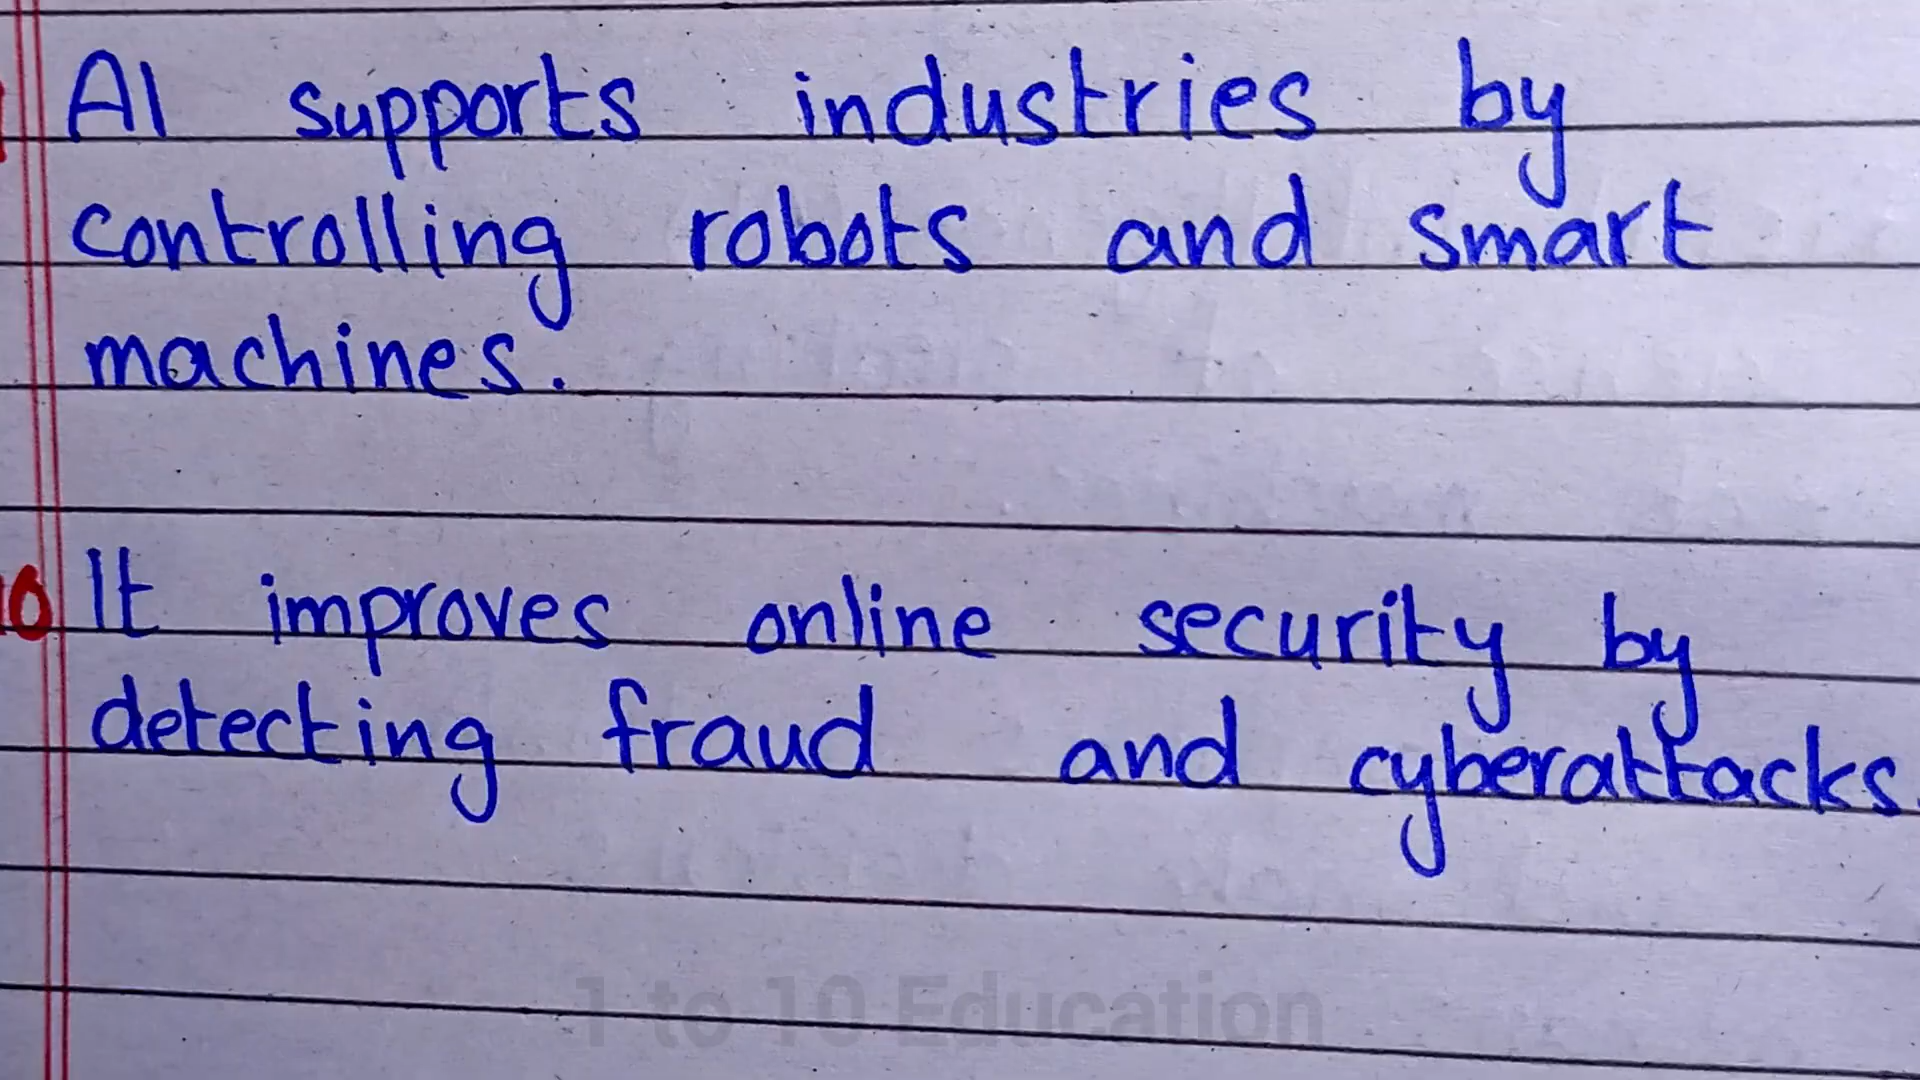 AI supports industries by
controlling robots and smart
machines.
10 It improves online security by
detecting fraud and cyberattacks.
1 to 10 Education